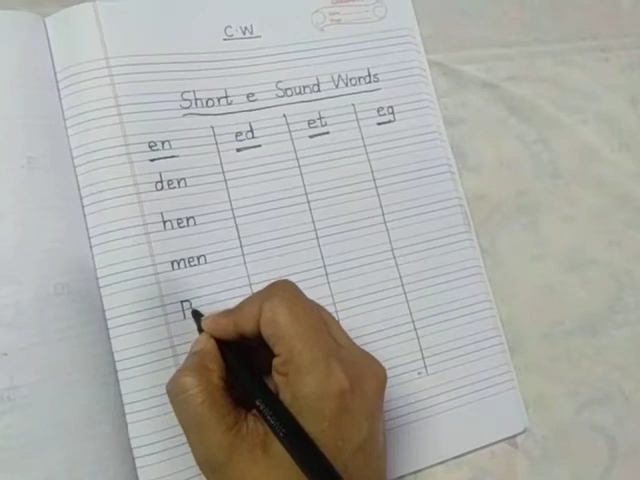 C.W
Short e Sound Words
en ed et eg
den
hen
men
P